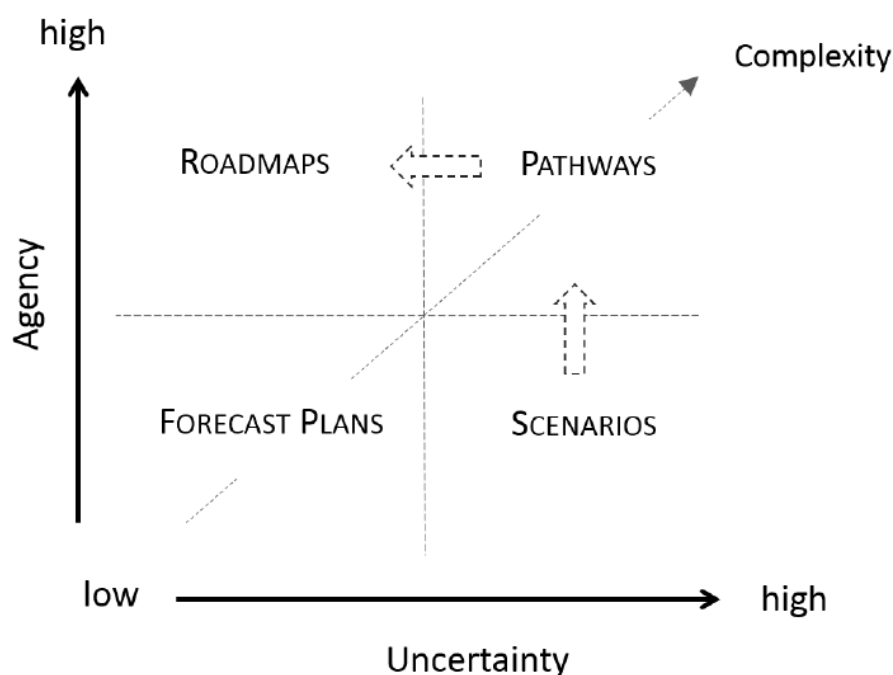 high
Complexity
ROADMAPS
PATHWAYS
Agency
FORECAST PLANS
SCENARIOS
low
high
Uncertainty